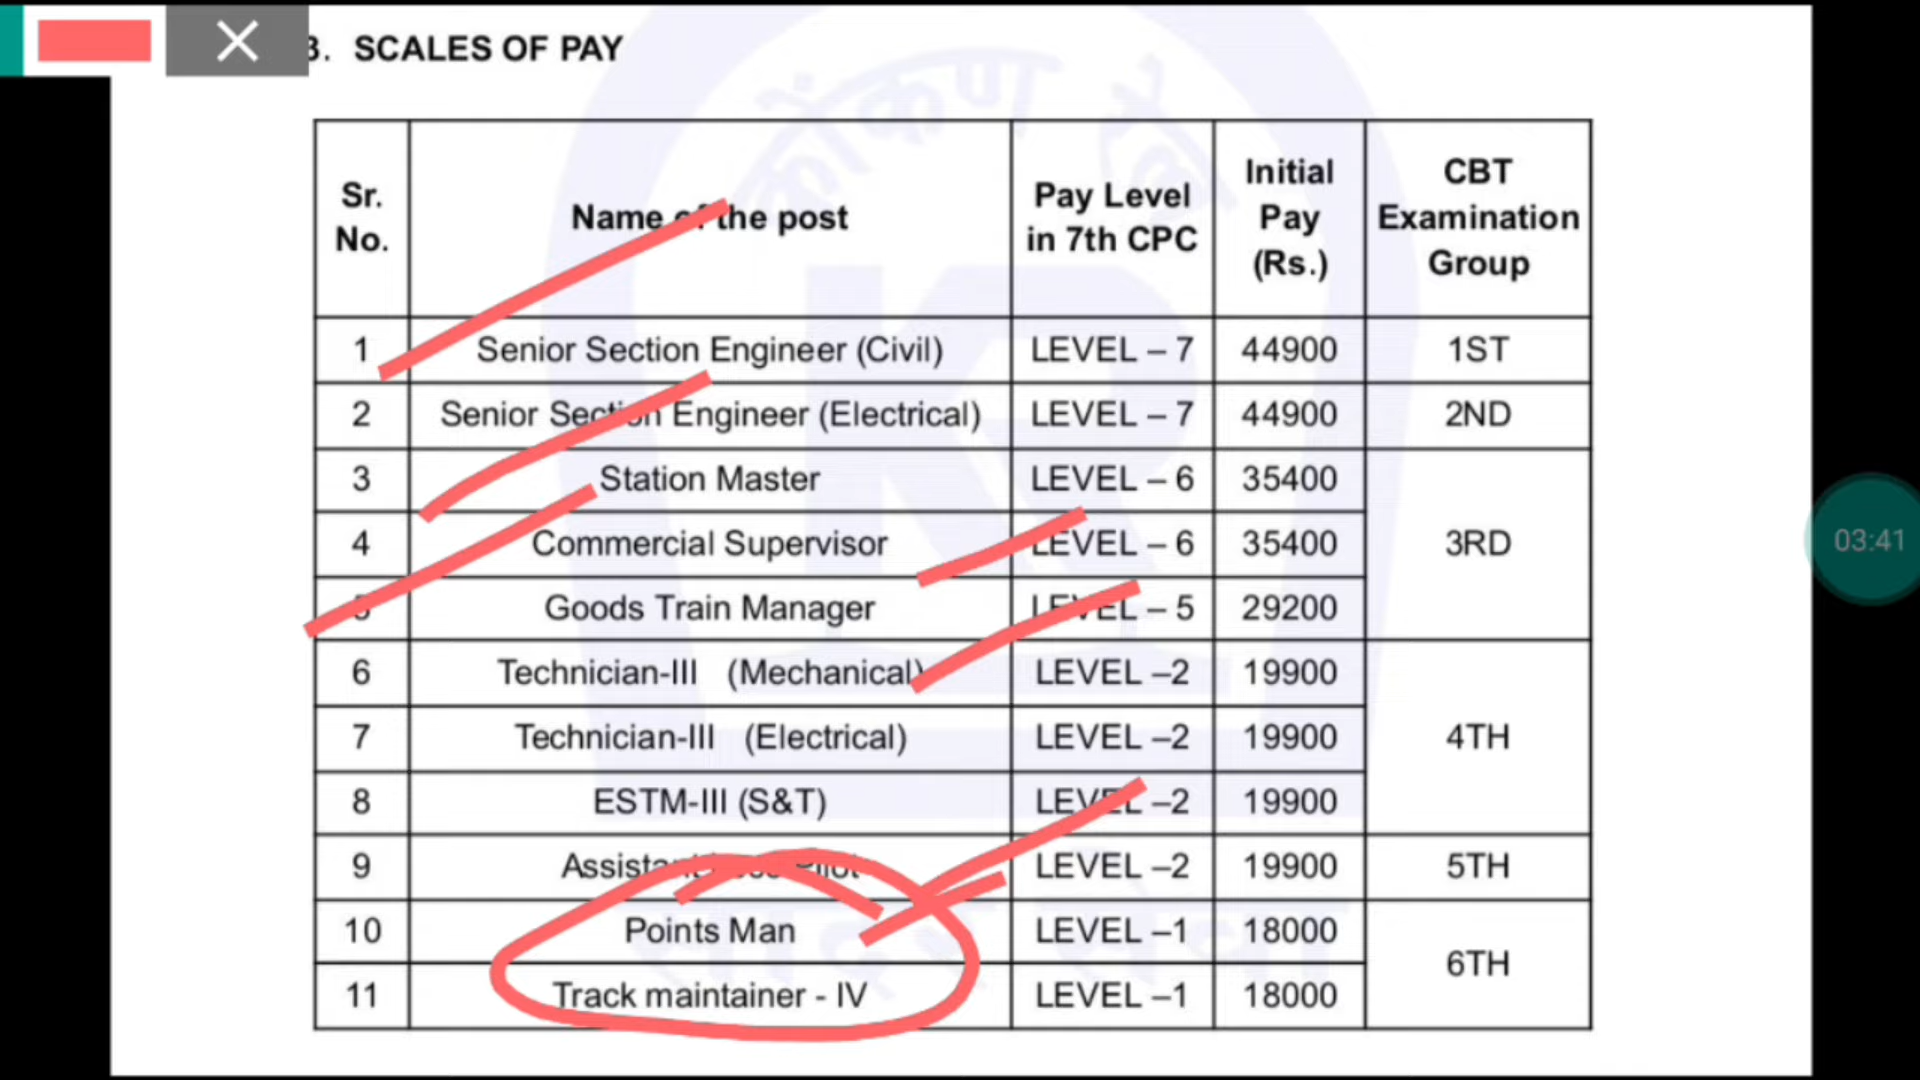 3. SCALES OF PAY
Sr. No. Name of the post Pay Level in 7th CPC Initial Pay (Rs.) CBT Examination Group
1 Senior Section Engineer (Civil) LEVEL – 7 44900 1ST
2 Senior Section Engineer (Electrical) LEVEL – 7 44900 2ND
3 Station Master LEVEL – 6 35400
4 Commercial Supervisor LEVEL – 6 35400 3RD
5 Goods Train Manager LEVEL – 5 29200
6 Technician-III (Mechanical) LEVEL –2 19900
7 Technician-III (Electrical) LEVEL –2 19900 4TH
8 ESTM-III (S&T) LEVEL –2 19900
9 Assistant Loco Pilot LEVEL –2 19900 5TH
10 Points Man LEVEL –1 18000
6TH
11 Track maintainer - IV LEVEL –1 18000
03:41
कोंकण रेल